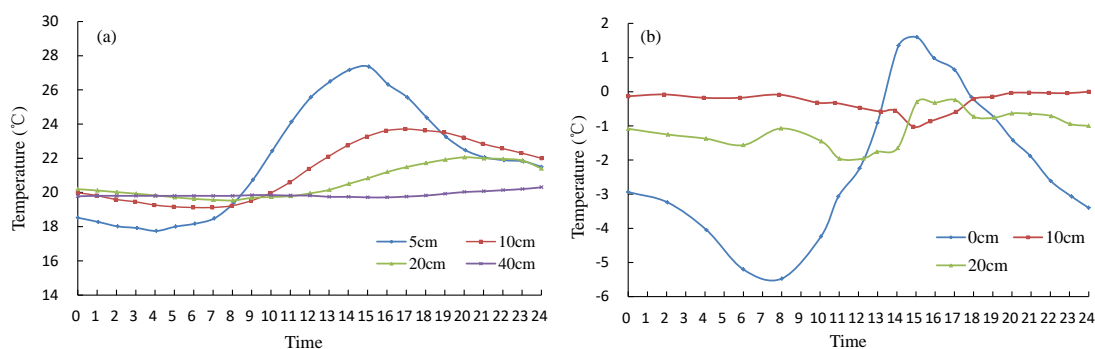 (a)
Temperature (℃)
30
28
26
24
22
20
18
16
14
0 1 2 3 4 5 6 7 8 9 10 11 12 13 14 15 16 17 18 19 20 21 22 23 24
Time
5cm 10cm
20cm 40cm
(b)
Temperature (℃)
2
1
0
-1
-2
-3
-4
-5
-6
0 1 2 3 4 5 6 7 8 9 10 11 12 13 14 15 16 17 18 19 20 21 22 23 24
Time
0cm 10cm
20cm